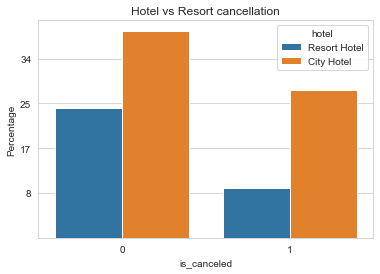 Hotel vs Resort cancellation
hotel
Resort Hotel
City Hotel
34
25
17
8
Percentage
0
1
is_canceled